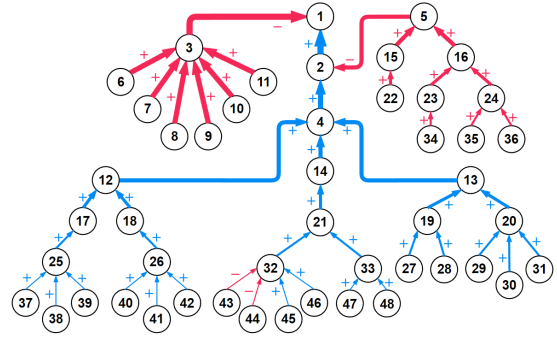 1 5
− +
3 − 15 16
+ + + + 2 + +
6 + + + + 11 22 23 24
7 10 + + + +
8 9 4 34 35 36
+ + +
12 14 13
+ + + + +
17 18 21 19 20
+ + + + + + + + +
25 26 32 33 27 28 29 30 31
+ + + + + + − − + + + +
37 38 39 40 41 42 43 44 45 46 47 48